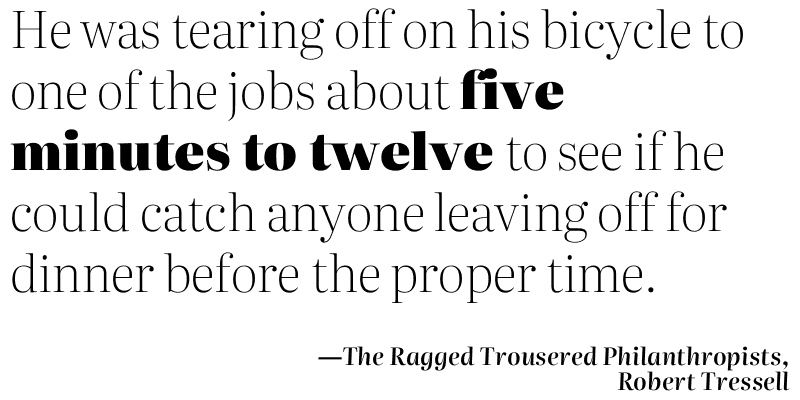 He was tearing off on his bicycle to
one of the jobs about five
minutes to twelve to see if he
could catch anyone leaving off for
dinner before the proper time.
—The Ragged Trousered Philanthropists,
Robert Tressell